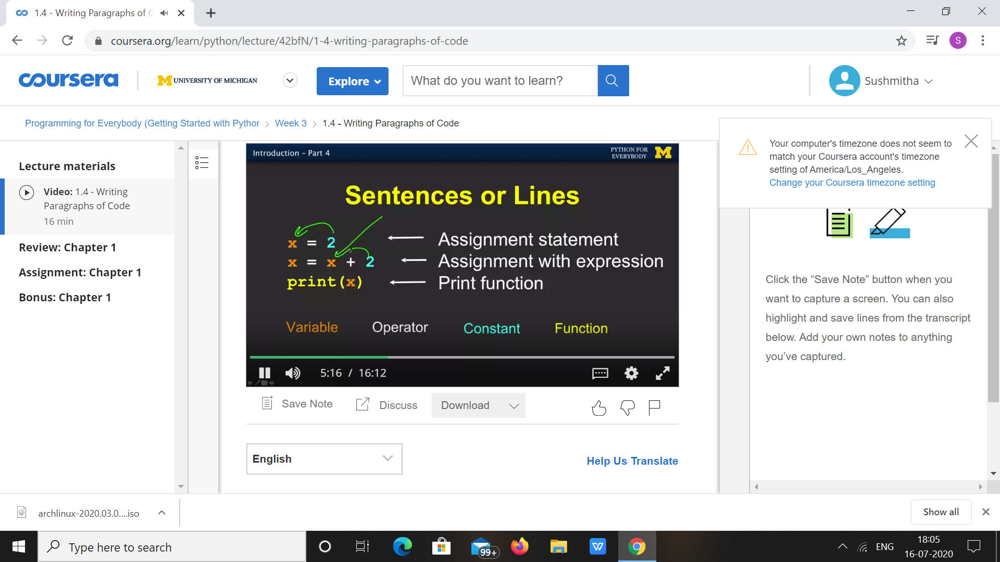 1.4 - Writing Paragraphs of C
coursera.org/learn/python/lecture/42bfN/1-4-writing-paragraphs-of-code
S
coursera
M UNIVERSITY OF MICHIGAN
Explore
What do you want to learn?
Sushmitha
Programming for Everybody (Getting Started with Python
Week 3
1.4 - Writing Paragraphs of Code
Your computer's timezone does not seem to
match your Coursera account's timezone
setting of America/Los_Angeles.
Change your Coursera timezone setting
Lecture materials
Video: 1.4 - Writing
Paragraphs of Code
16 min
Review: Chapter 1
Assignment: Chapter 1
Bonus: Chapter 1
Introduction – Part 4
PYTHON FOR
EVERYBODY
M
Sentences or Lines
x = 2
Assignment statement
x = x + 2
Assignment with expression
print(x)
Print function
Variable
Operator
Constant
Function
5:16 / 16:12
Save Note
Discuss
Download
English
Help Us Translate
Click the “Save Note” button when you
want to capture a screen. You can also
highlight and save lines from the transcript
below. Add your own notes to anything
you’ve captured.
archlinux-2020.03.0....iso
Show all
Type here to search
99+
W
ENG
18:05
16-07-2020